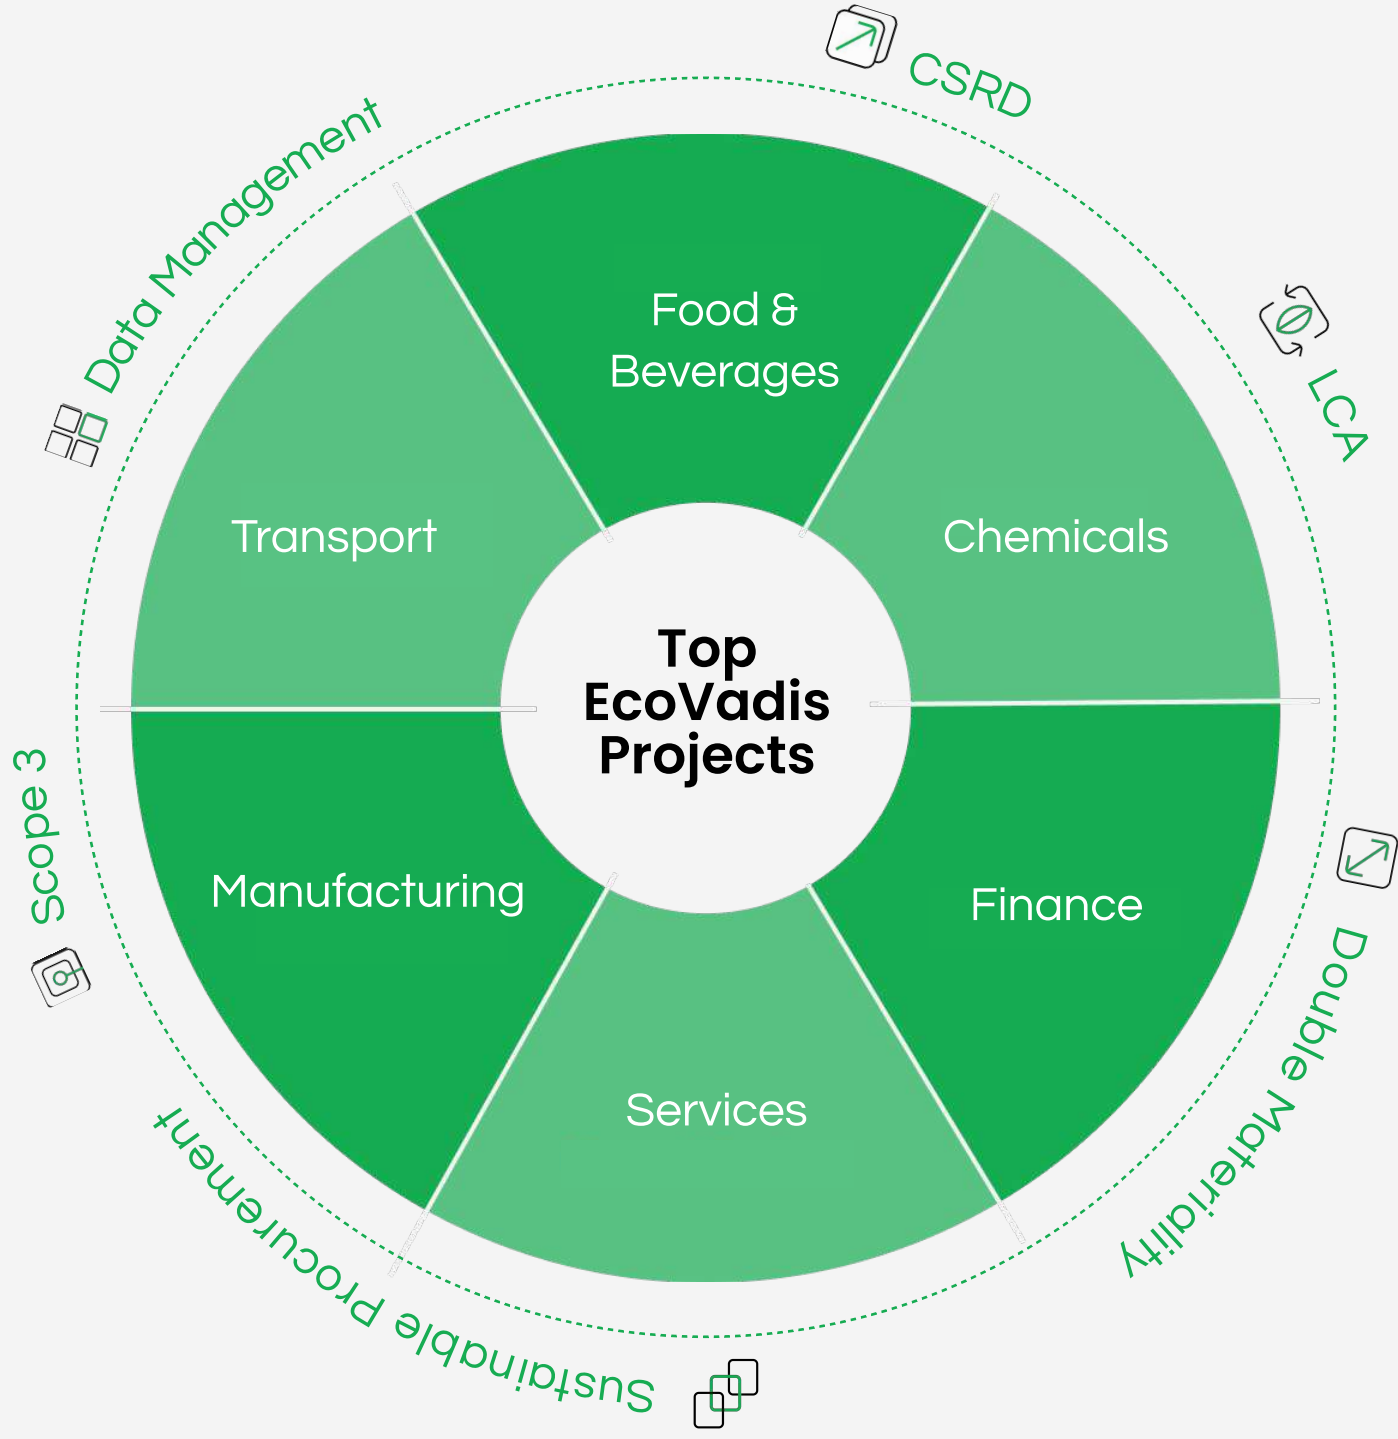 CSRD
LCA
Double Materiality
Sustainable Procurement
Scope 3
Data Management
Food &
Beverages
Chemicals
Finance
Services
Manufacturing
Transport
Top
EcoVadis
Projects